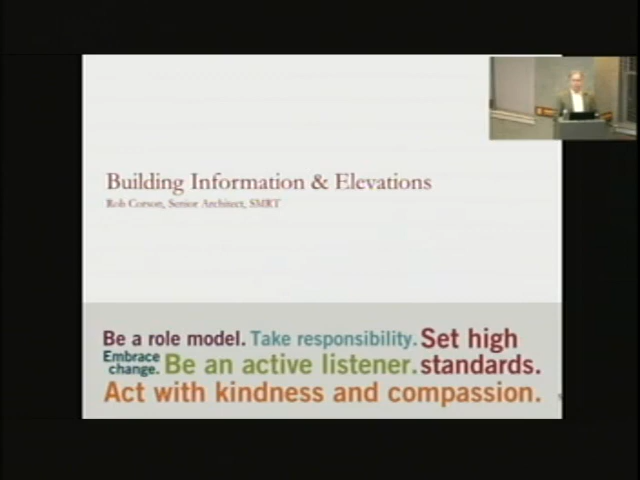 Building Information & Elevations
Rob Corson, Senior Architect, SMRT
Be a role model. Take responsibility. Set high
Embrace change. Be an active listener. standards.
Act with kindness and compassion.